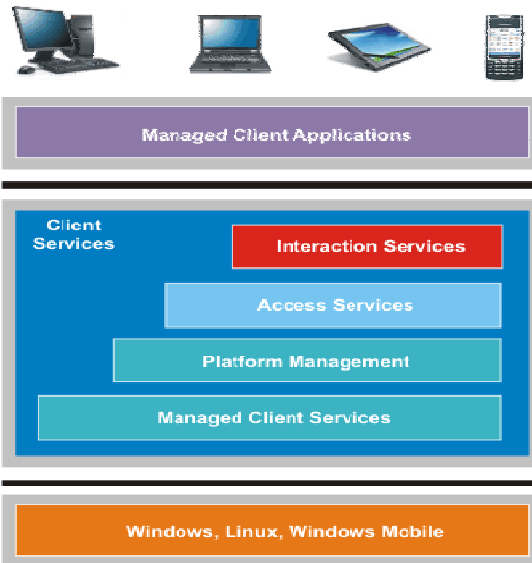 Managed Client Applications
Client
Services
Interaction Services
Access Services
Platform Management
Managed Client Services
Windows, Linux, Windows Mobile